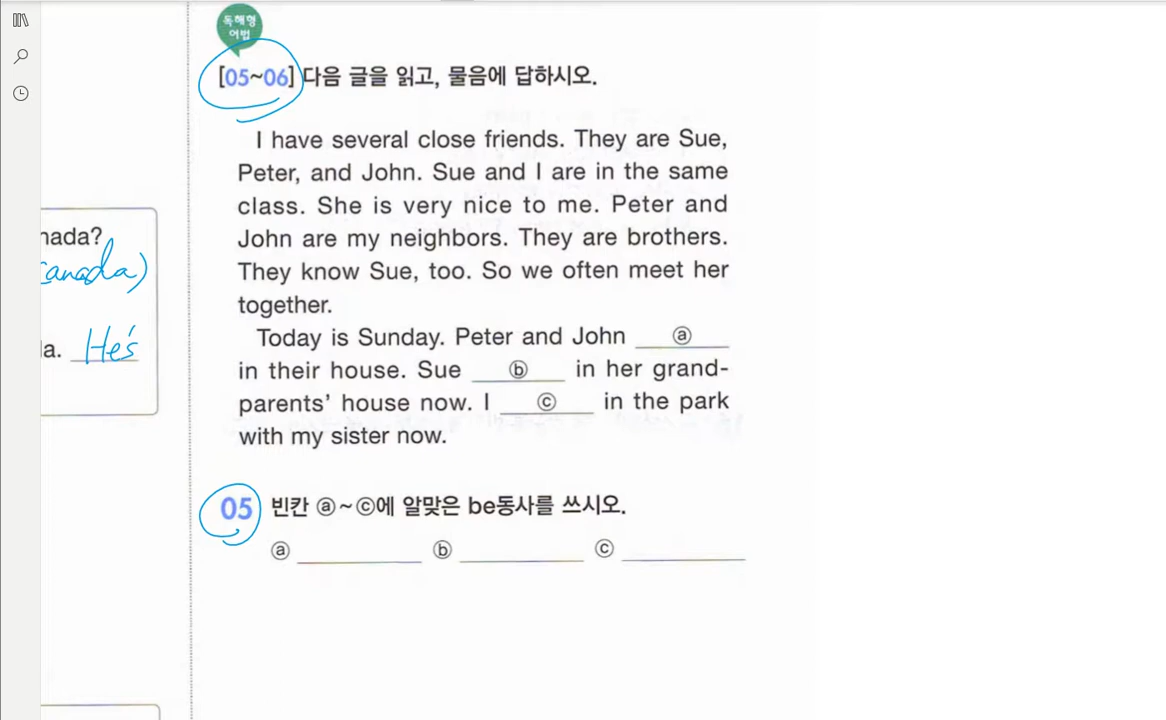 독해형
어법
[05~06] 다음 글을 읽고, 물음에 답하시오.
I have several close friends. They are Sue,
Peter, and John. Sue and I are in the same
class. She is very nice to me. Peter and
John are my neighbors. They are brothers.
They know Sue, too. So we often meet her
together.
Today is Sunday. Peter and John ⓐ
in their house. Sue ⓑ in her grand-
parents’ house now. I ⓒ in the park
with my sister now.
05 빈칸 ⓐ~ⓒ에 알맞은 be동사를 쓰시오.
ⓐ ⓑ ⓒ
nada?
Canada)
a. He's